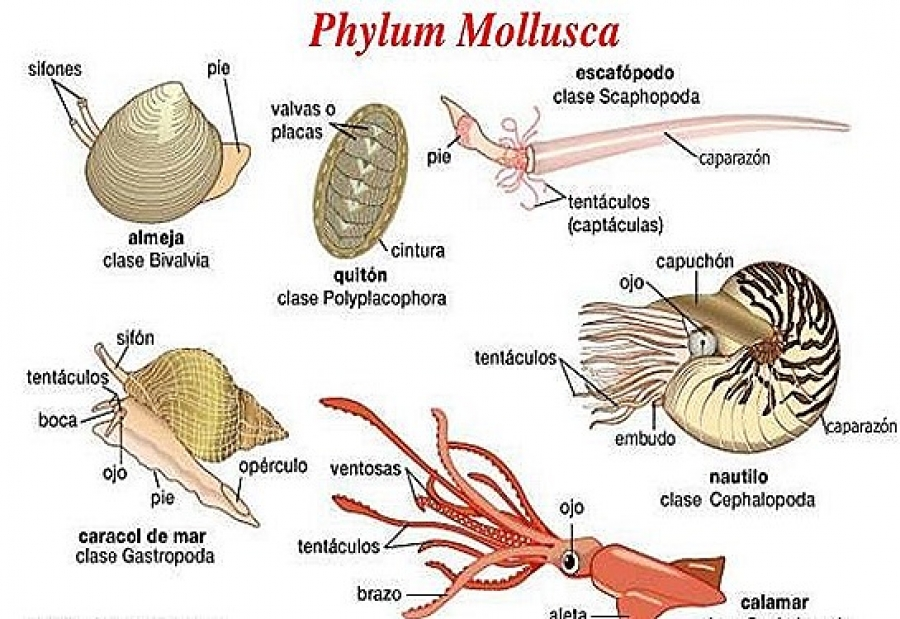 Phylum Mollusca
sifones
pie
almeja
clase Bivalvia
valvas o
placas
cintura
quitón
clase Polyplacophora
escafópodo
clase Scaphopoda
pie
caparazón
tentáculos
(captáculas)
capuchón
ojo
tentáculos
embudo
caparazón
nautilo
clase Cephalopoda
sifón
tentáculos
boca
ojo
pie
opérculo
caracol de mar
clase Gastropoda
ventosas
ojo
tentáculos
brazo
aleta
calamar